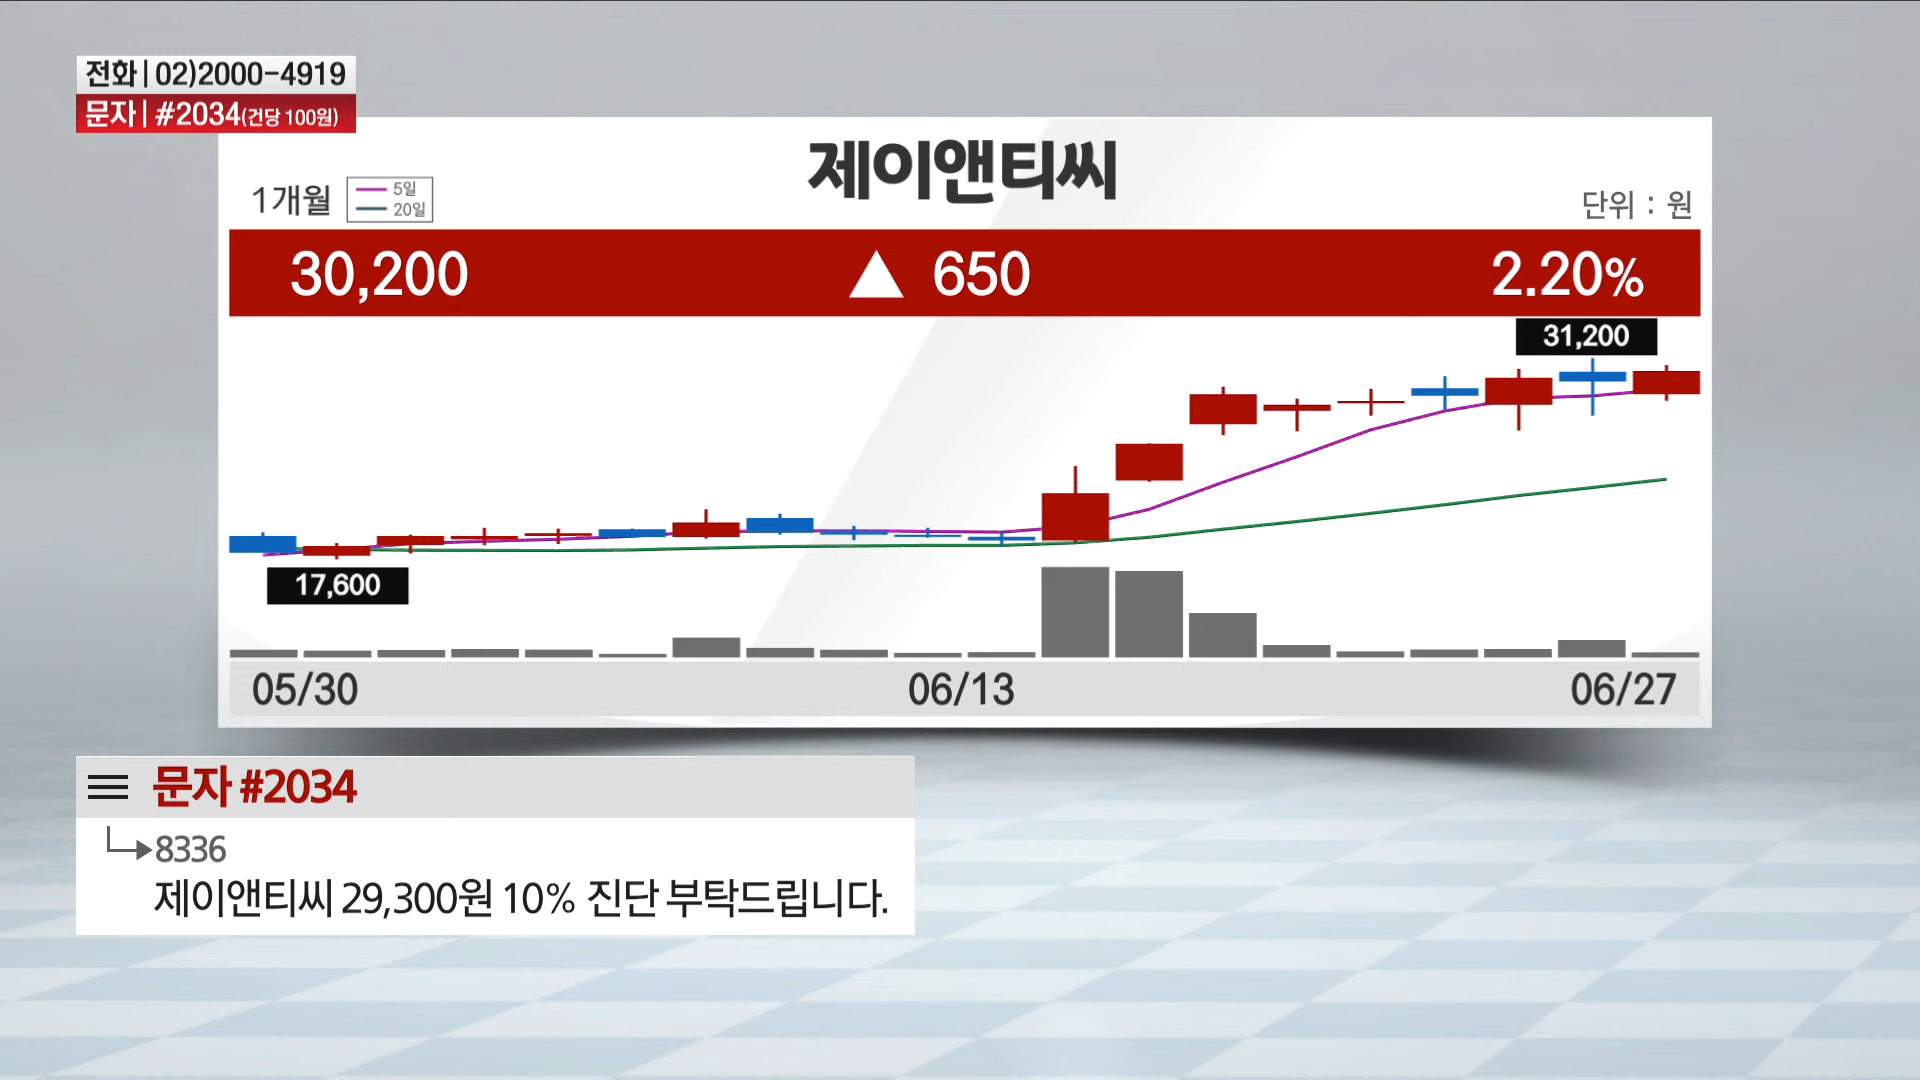 전화 | 02)2000-4919
문자 | #2034(건당 100원)
제이앤티씨
1개월
5일
20일
단위 : 원
30,200 ▲ 650 2.20%
31,200
17,600
05/30 06/13 06/27
문자 #2034
8336
제이앤티씨 29,300원 10% 진단 부탁드립니다.